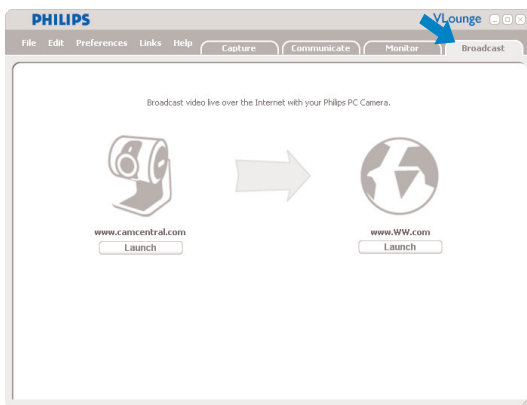 PHILIPS
VLounge
File Edit Preferences Links Help Capture Communicate Monitor Broadcast
Broadcast video live over the Internet with your Philips PC Camera.
www.camcentral.com www.WW.com
Launch Launch